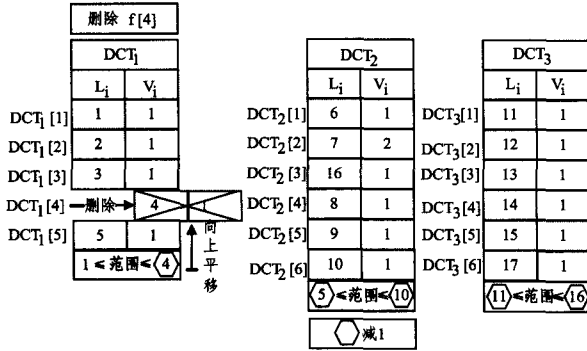 删除 f[4]
DCT1 DCT2 DCT3
Li Vi Li Vi Li Vi
DCT1[1] 1 1 DCT2[1] 6 1 DCT3[1] 11 1
DCT1[2] 2 1 DCT2[2] 7 2 DCT3[2] 12 1
DCT1[3] 3 1 DCT2[3] 16 1 DCT3[3] 13 1
DCT1[4] 删除 4 DCT2[4] 8 1 DCT3[4] 14 1
DCT1[5] 5 1 向上平移 DCT2[5] 9 1 DCT3[5] 15 1
DCT2[6] 10 1 DCT3[6] 17 1
1≤范围≤4 5≤范围≤10 11≤范围≤16
减1